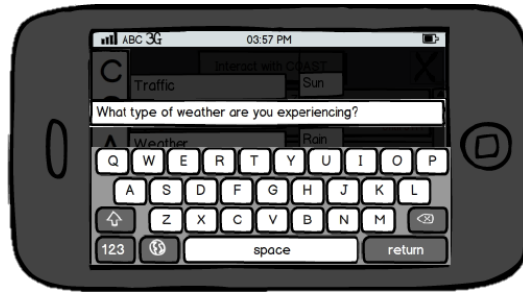 ABC 3G 03:57 PM
C Interact with COAST X
Traffic Sun
What type of weather are you experiencing?
A Weather Rain
Q W E R T Y U I O P
A S D F G H J K L
Z X C V B N M
123 space return